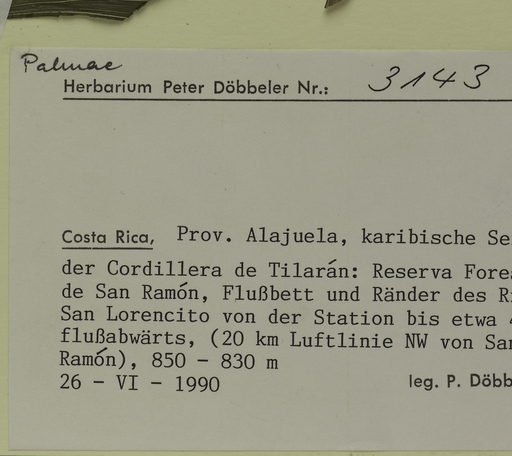 Palmae
Herbarium Peter Döbbeler Nr.: 3143
Costa Rica, Prov. Alajuela, karibische Se
der Cordillera de Tilarán: Reserva Fore
de San Ramón, Flußbett und Ränder des R
San Lorencito von der Station bis etwa
flußabwärts, (20 km Luftlinie NW von San
Ramón), 850 - 830 m
26 - VI - 1990 leg. P. Döbb